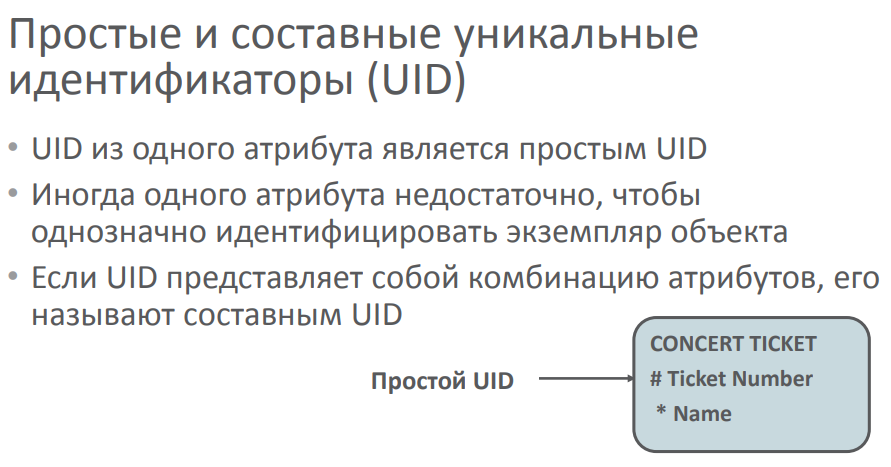 Простые и составные уникальные
идентификаторы (UID)
• UID из одного атрибута является простым UID
• Иногда одного атрибута недостаточно, чтобы
однозначно идентифицировать экземпляр объекта
• Если UID представляет собой комбинацию атрибутов, его
называют составным UID
Простой UID
CONCERT TICKET
# Ticket Number
* Name